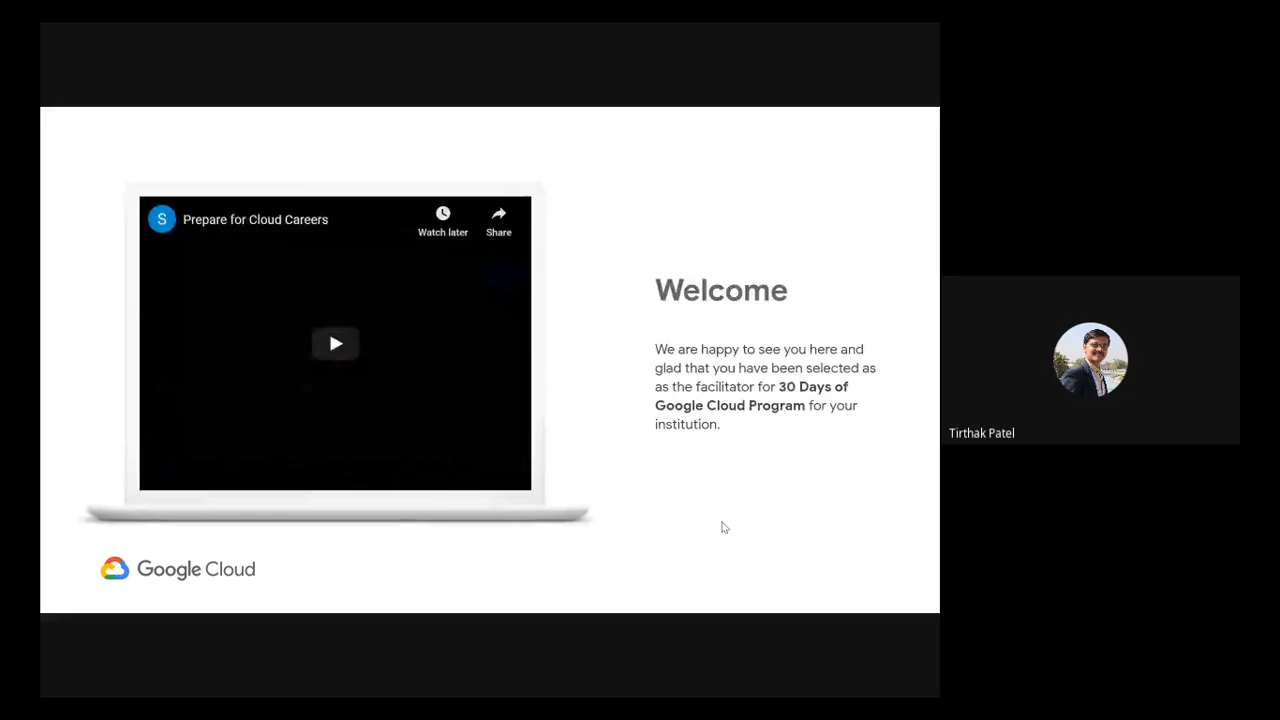 S
Prepare for Cloud Careers
Watch later
Share
Welcome
We are happy to see you here and
glad that you have been selected as
as the facilitator for 30 Days of
Google Cloud Program for your
institution.
Tirthak Patel
Google Cloud